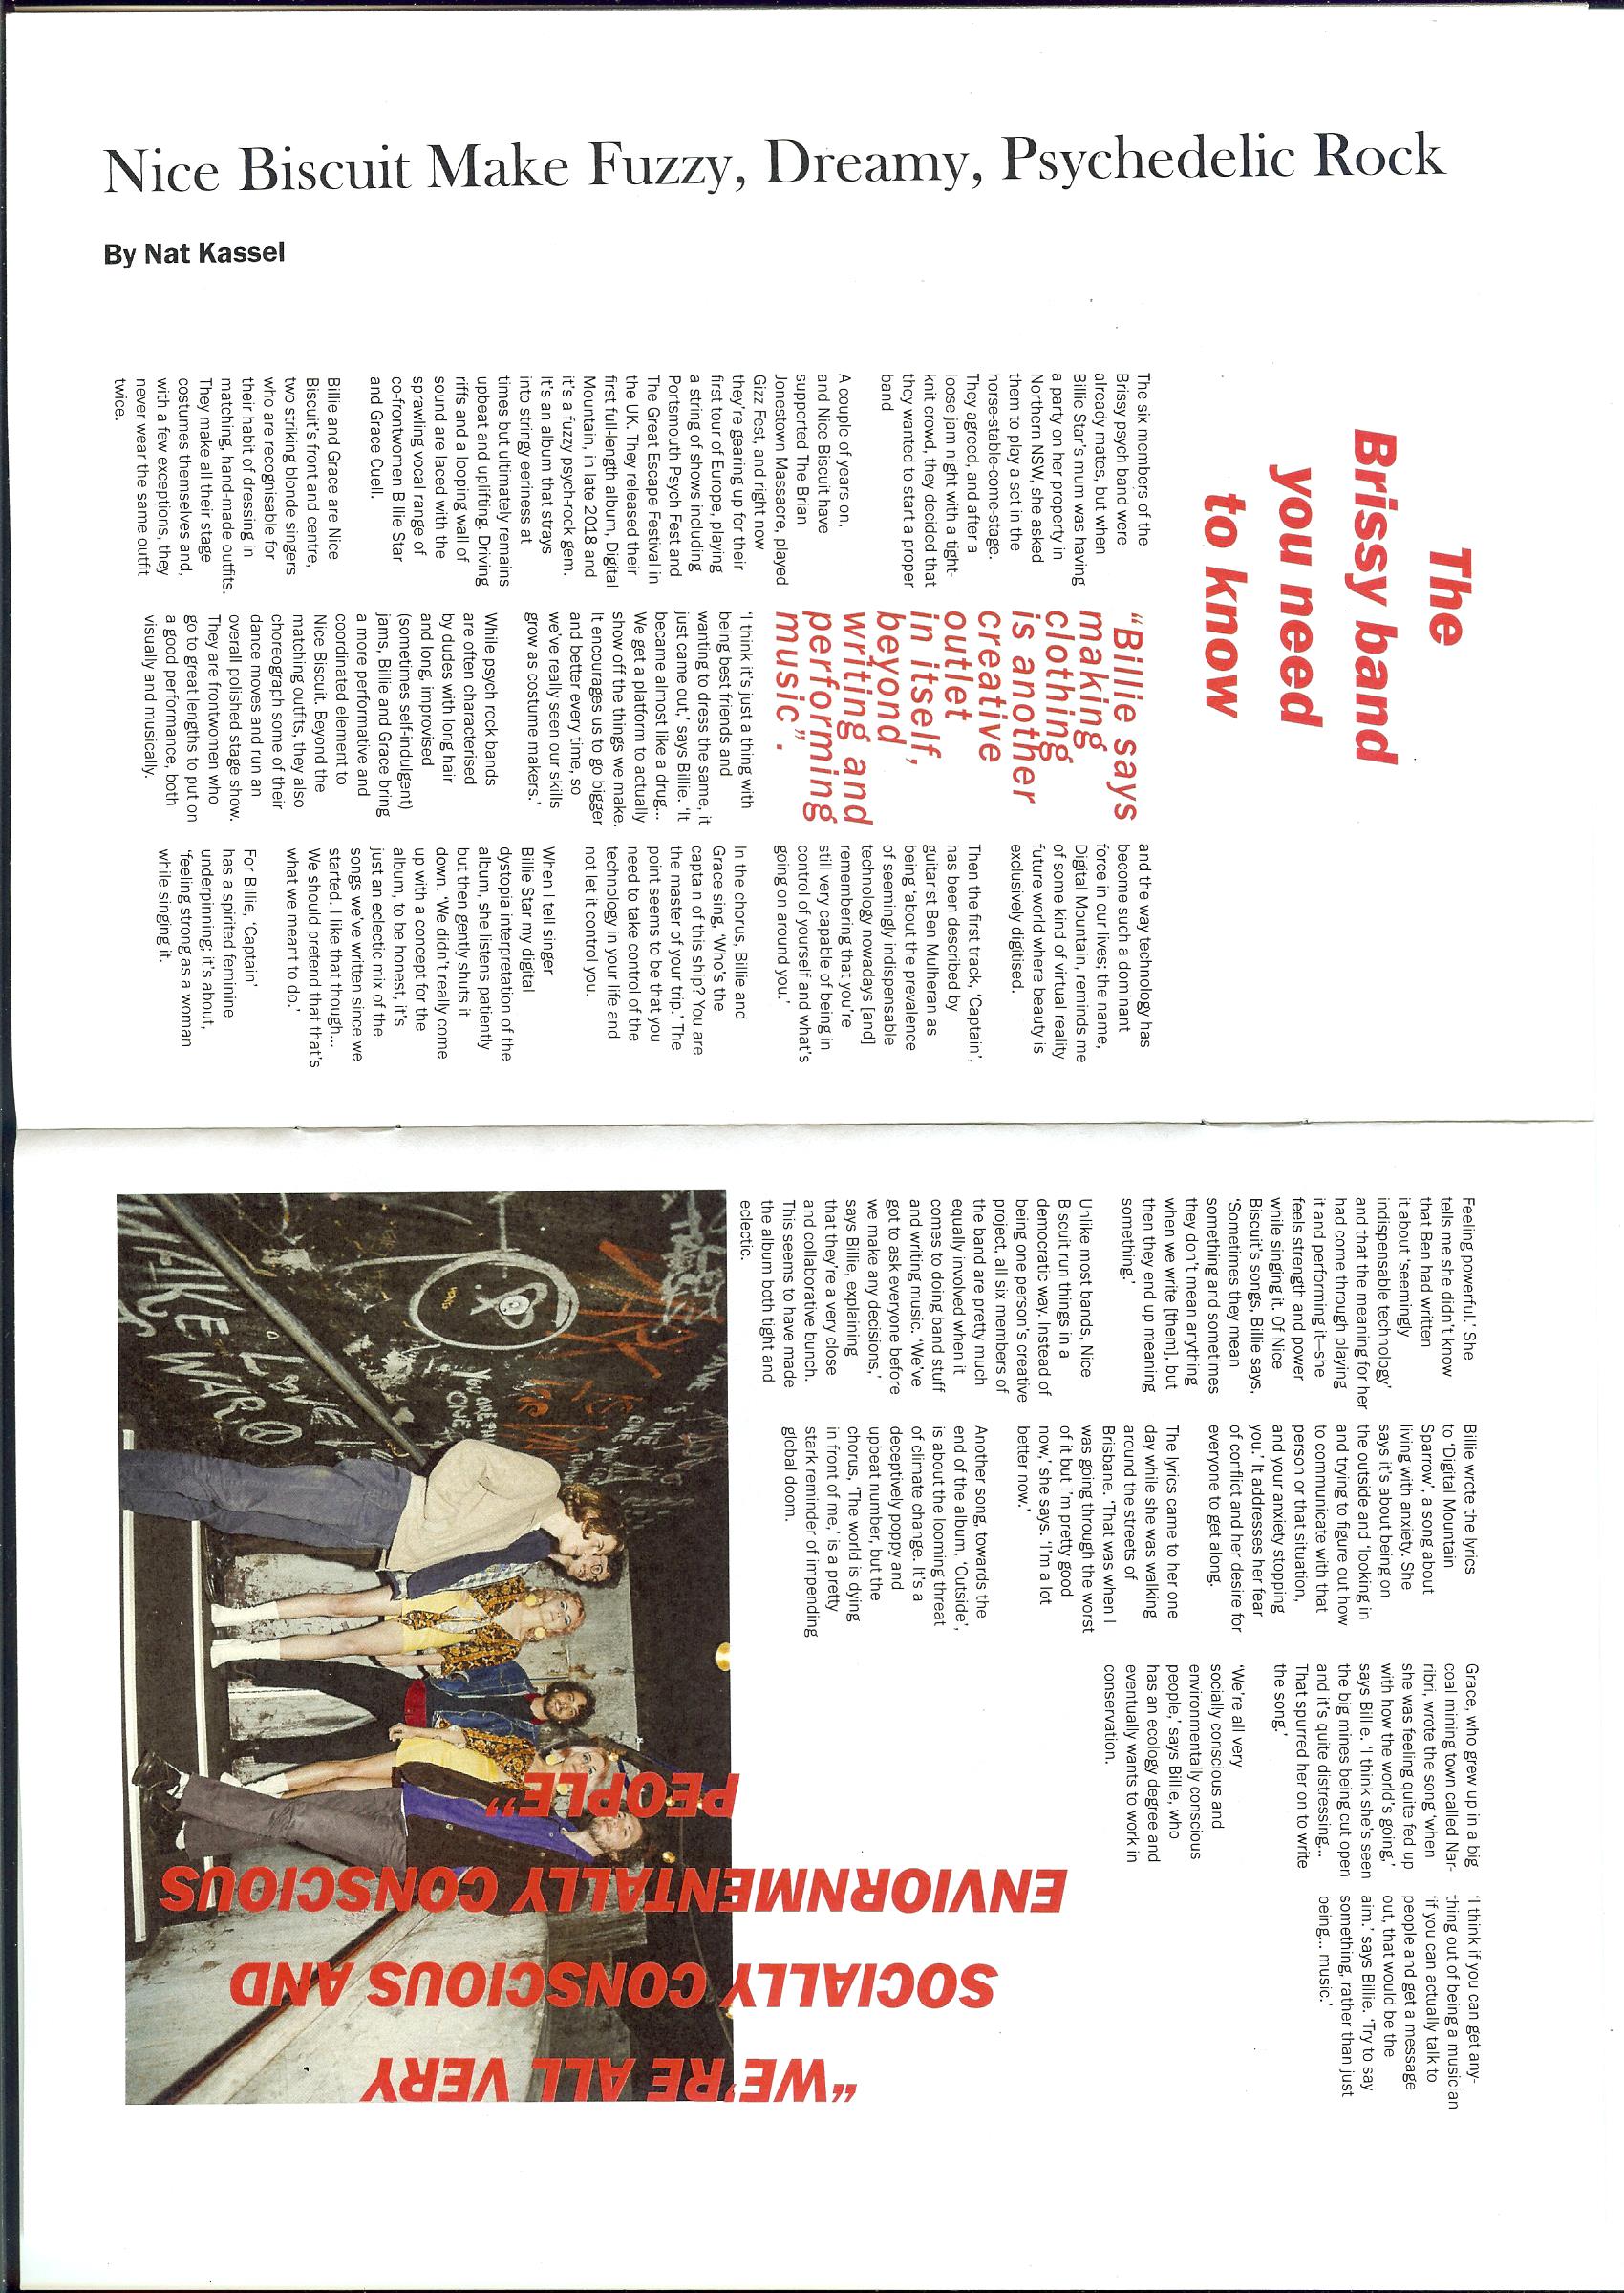 Nice Biscuit Make Fuzzy, Dreamy, Psychedelic Rock
By Nat Kassel
The
Brissy band
you need
to know
The six members of the
Brissy psych band were
already mates, but when
Billie Star's mum was having
a party on her property in
Northern NSW, she asked
them to play a set in the
horse-stable-come-stage.
They agreed, and after a
loose jam night with a tight-
knit crowd, they decided that
they wanted to start a proper
band
A couple of years on,
and Nice Biscuit have
supported The Brian
Jonestown Massacre, played
Gizz Fest, and right now
they're gearing up for their
first tour of Europe, playing
a string of shows including
Portsmouth Psych Fest and
The Great Escape Festival in
the UK. They released their
first full-length album, Digital
Mountain, in late 2018 and
it's a fuzzy psych-rock gem.
It's an album that strays
into stringy eeriness at
times but ultimately remains
upbeat and uplifting. Driving
riffs and a looping wall of
sound are laced with the
sprawling vocal range of
co-frontwomen Billie Star
and Grace Cuell.
Billie and Grace are Nice
Biscuit's front and centre,
two striking blonde singers
who are recognisable for
their habit of dressing in
matching, hand-made outfits.
They make all their stage
costumes themselves and,
with a few exceptions, they
never wear the same outfit
twice.
“Billie says
making
clothing
is another
creative
outlet
in itself,
beyond
writing and
performing
music”.
‘I think it's just a thing with
being best friends and
wanting to dress the same, it
just came out,’ says Billie. ‘It
became almost like a drug...
We get a platform to actually
show off the things we make.
It encourages us to go bigger
and better every time, so
we've really seen our skills
grow as costume makers.’
While psych rock bands
are often characterised
by dudes with long hair
and long, improvised
(sometimes self-indulgent)
jams, Billie and Grace bring
a more performative and
coordinated element to
Nice Biscuit. Beyond the
matching outfits, they also
choreograph some of their
dance moves and run an
overall polished stage show.
They are frontwomen who
go to great lengths to put on
a good performance, both
visually and musically.
and the way technology has
become such a dominant
force in our lives; the name,
Digital Mountain, reminds me
of some kind of virtual reality
future world where beauty is
exclusively digitised.
Then the first track, ‘Captain’,
has been described by
guitarist Ben Mulheran as
being ‘about the prevalence
of seemingly indispensable
technology nowadays [and]
remembering that you're
still very capable of being in
control of yourself and what's
going on around you.’
In the chorus, Billie and
Grace sing, ‘Who's the
captain of this ship? You are
the master of your trip.’ The
point seems to be that you
need to take control of the
technology in your life and
not let it control you.
When I tell singer
Billie Star my digital
dystopia interpretation of the
album, she listens patiently
but then gently shuts it
down. ‘We didn't really come
up with a concept for the
album, to be honest, it's
just an eclectic mix of the
songs we've written since we
started. I like that though...
We should pretend that that's
what we meant to do.’
For Billie, ‘Captain’
has a spirited feminine
underpinning; it's about,
‘feeling strong as a woman
while singing it.
Feeling powerful.’ She
tells me she didn't know
that Ben had written
it about ‘seemingly
indispensable technology’
and that the meaning for her
had come through playing
it and performing it—she
feels strength and power
while singing it. Of Nice
Biscuit's songs, Billie says,
‘Sometimes they mean
something and sometimes
they don't mean anything
when we write [them], but
then they end up meaning
something.’
Unlike most bands, Nice
Biscuit run things in a
democratic way. Instead of
being one person's creative
project, all six members of
the band are pretty much
equally involved when it
comes to doing band stuff
and writing music. ‘We've
got to ask everyone before
we make any decisions,’
says Billie, explaining
that they're a very close
and collaborative bunch.
This seems to have made
the album both tight and
eclectic.
Billie wrote the lyrics
to ‘Digital Mountain
Sparrow’, a song about
living with anxiety. She
says it's about being on
the outside and ‘looking in
and trying to figure out how
to communicate with that
person or that situation,
and your anxiety stopping
you.’ It addresses her fear
of conflict and her desire for
everyone to get along.
The lyrics came to her one
day while she was walking
around the streets of
Brisbane. ‘That was when I
was going through the worst
of it but I'm pretty good
now,’ she says. ‘I'm a lot
better now.’
Another song, towards the
end of the album, ‘Outside’,
is about the looming threat
of climate change. It's a
deceptively poppy and
upbeat number, but the
chorus, ‘The world is dying
in front of me,’ is a pretty
stark reminder of impending
global doom.
Grace, who grew up in a big
coal mining town called Nar-
ribri, wrote the song ‘when
she was feeling quite fed up
with how the world's going,’
says Billie. ‘I think she's seen
the big mines being cut open
and it's quite distressing...
That spurred her on to write
the song.’
‘We're all very
socially conscious and
environmentally conscious
people,’ says Billie, who
has an ecology degree and
eventually wants to work in
conservation.
‘I think if you can get any-
thing out of being a musician
‘if you can actually talk to
people and get a message
out, that would be the
aim.’ says Billie. ‘Try to say
something, rather than just
being... music.’
“WE'RE ALL VERY
SOCIALLY CONSCIOUS AND
ENVIORNMENTALLY CONSCIOUS
PEOPLE”
YOU ARE THE
ONE
MAKE
LOVE
WAR